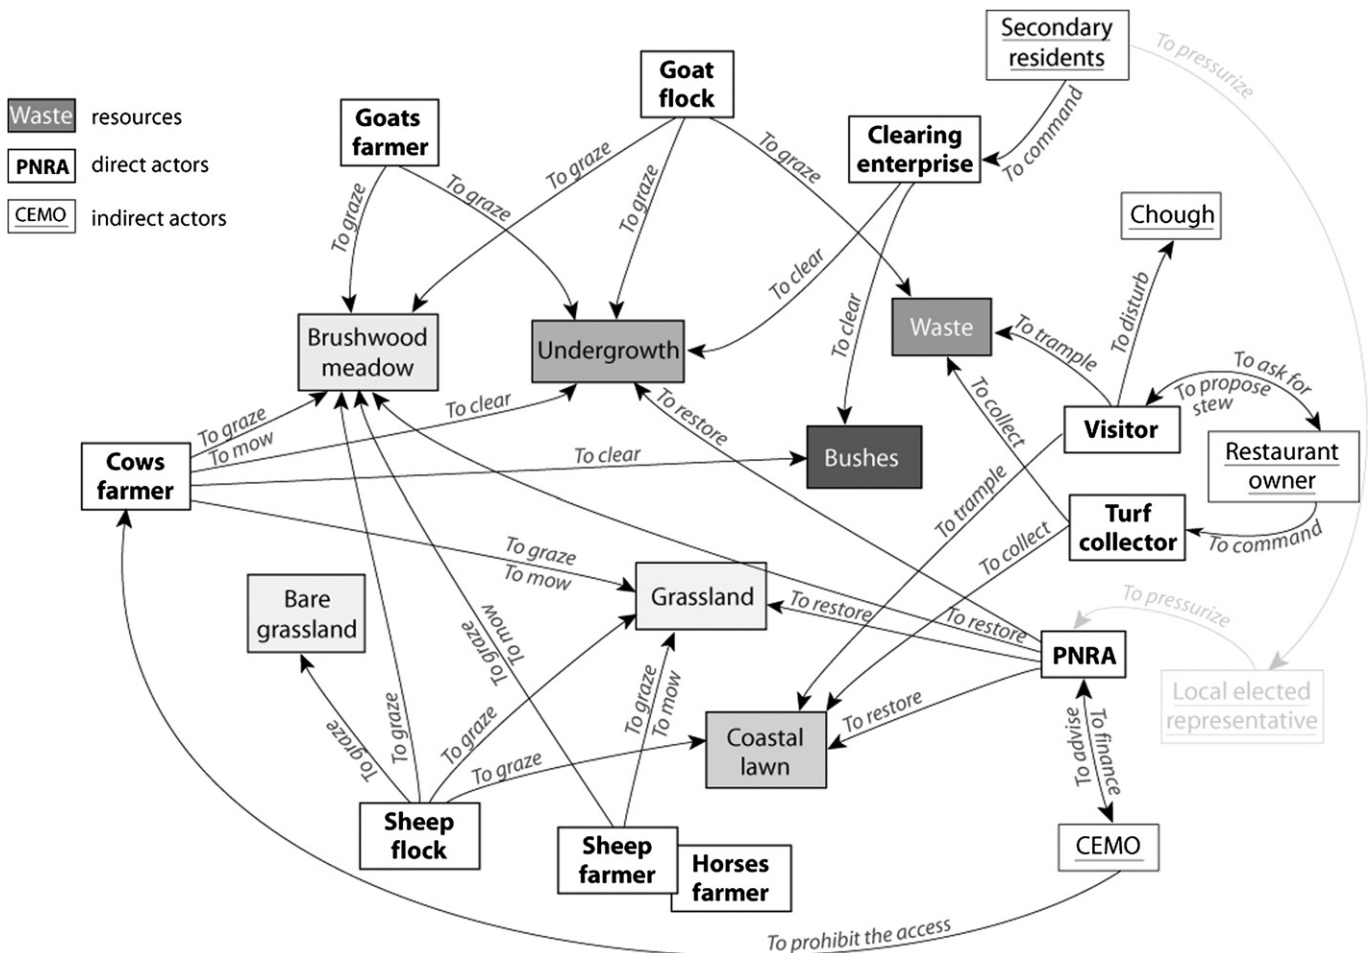 Waste
resources
PNRA
direct actors
CEMO
indirect actors
Goats
farmer
Goat
flock
Clearing
enterprise
Secondary
residents
To pressurize
To command
To graze
To graze
To graze
To graze
To graze
To clear
To clear
Chough
To disturb
Brushwood
meadow
Undergrowth
Waste
To trample
To ask for
To propose
stew
Visitor
Restaurant
owner
To command
Turf
collector
To collect
To collect
To trample
Bushes
Cows
farmer
To graze
To mow
To clear
To clear
To restore
To graze
To mow
Bare
grassland
Grassland
To restore
To restore
To restore
PNRA
To pressurize
Local elected
representative
To finance
To advise
CEMO
Coastal
lawn
To graze
To graze
To graze
To graze
To graze
To mow
To graze
To mow
Sheep
flock
Sheep
farmer
Horses
farmer
To prohibit the access